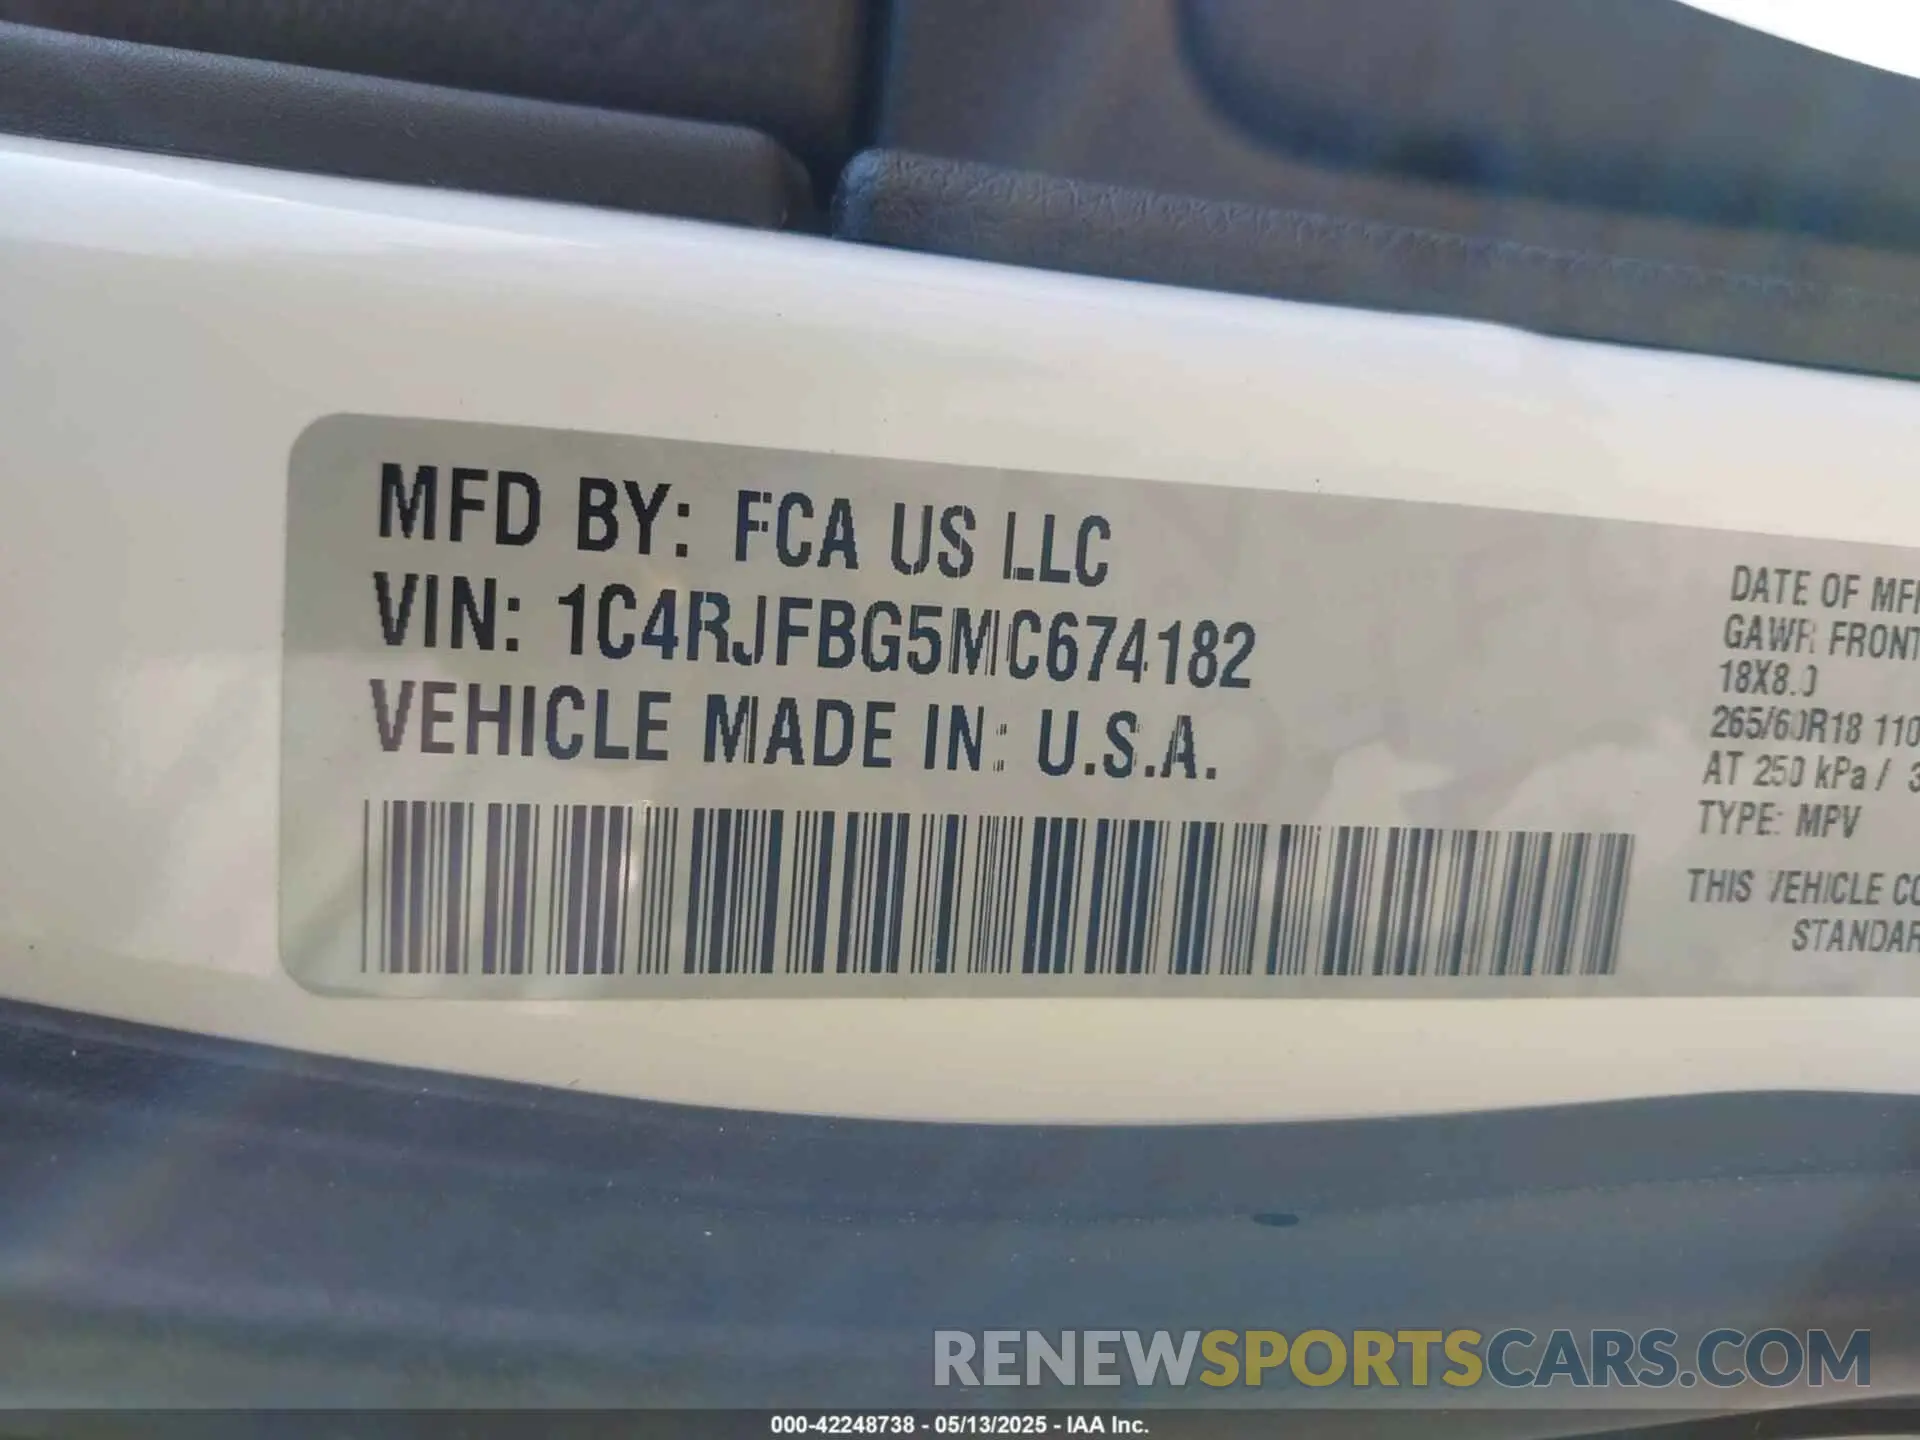 MFD BY: FCA US LLC
VIN: 1C4RJFBG5MC674182
VEHICLE MADE IN: U.S.A.
DATE OF MFR
GAWR FRONT
18X8.0
265/60R18 110
AT 250 kPa / 3
TYPE: MPV
THIS VEHICLE CO
STANDAR
RENEWSPORTSCARS.COM
000-42248738 - 05/13/2025 - IAA Inc.